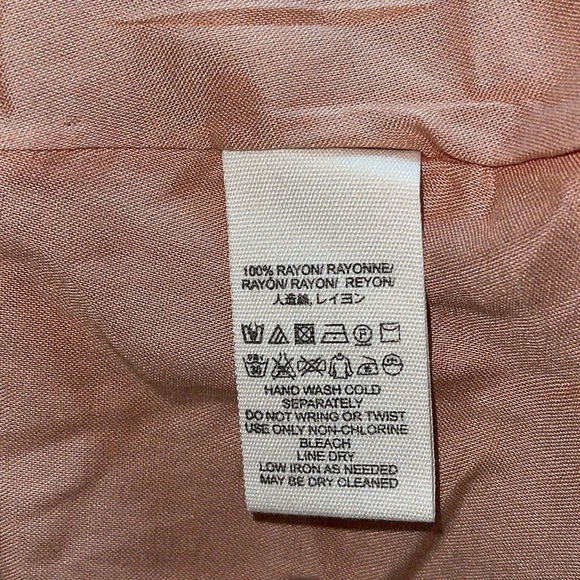 100% RAYON/ RAYONNE/
RAYÓN/ RAYON/ REYON/
人造絲, レイヨン
HAND WASH COLD
SEPARATELY
DO NOT WRING OR TWIST
USE ONLY NON-CHLORINE
BLEACH
LINE DRY
LOW IRON AS NEEDED
MAY BE DRY CLEANED